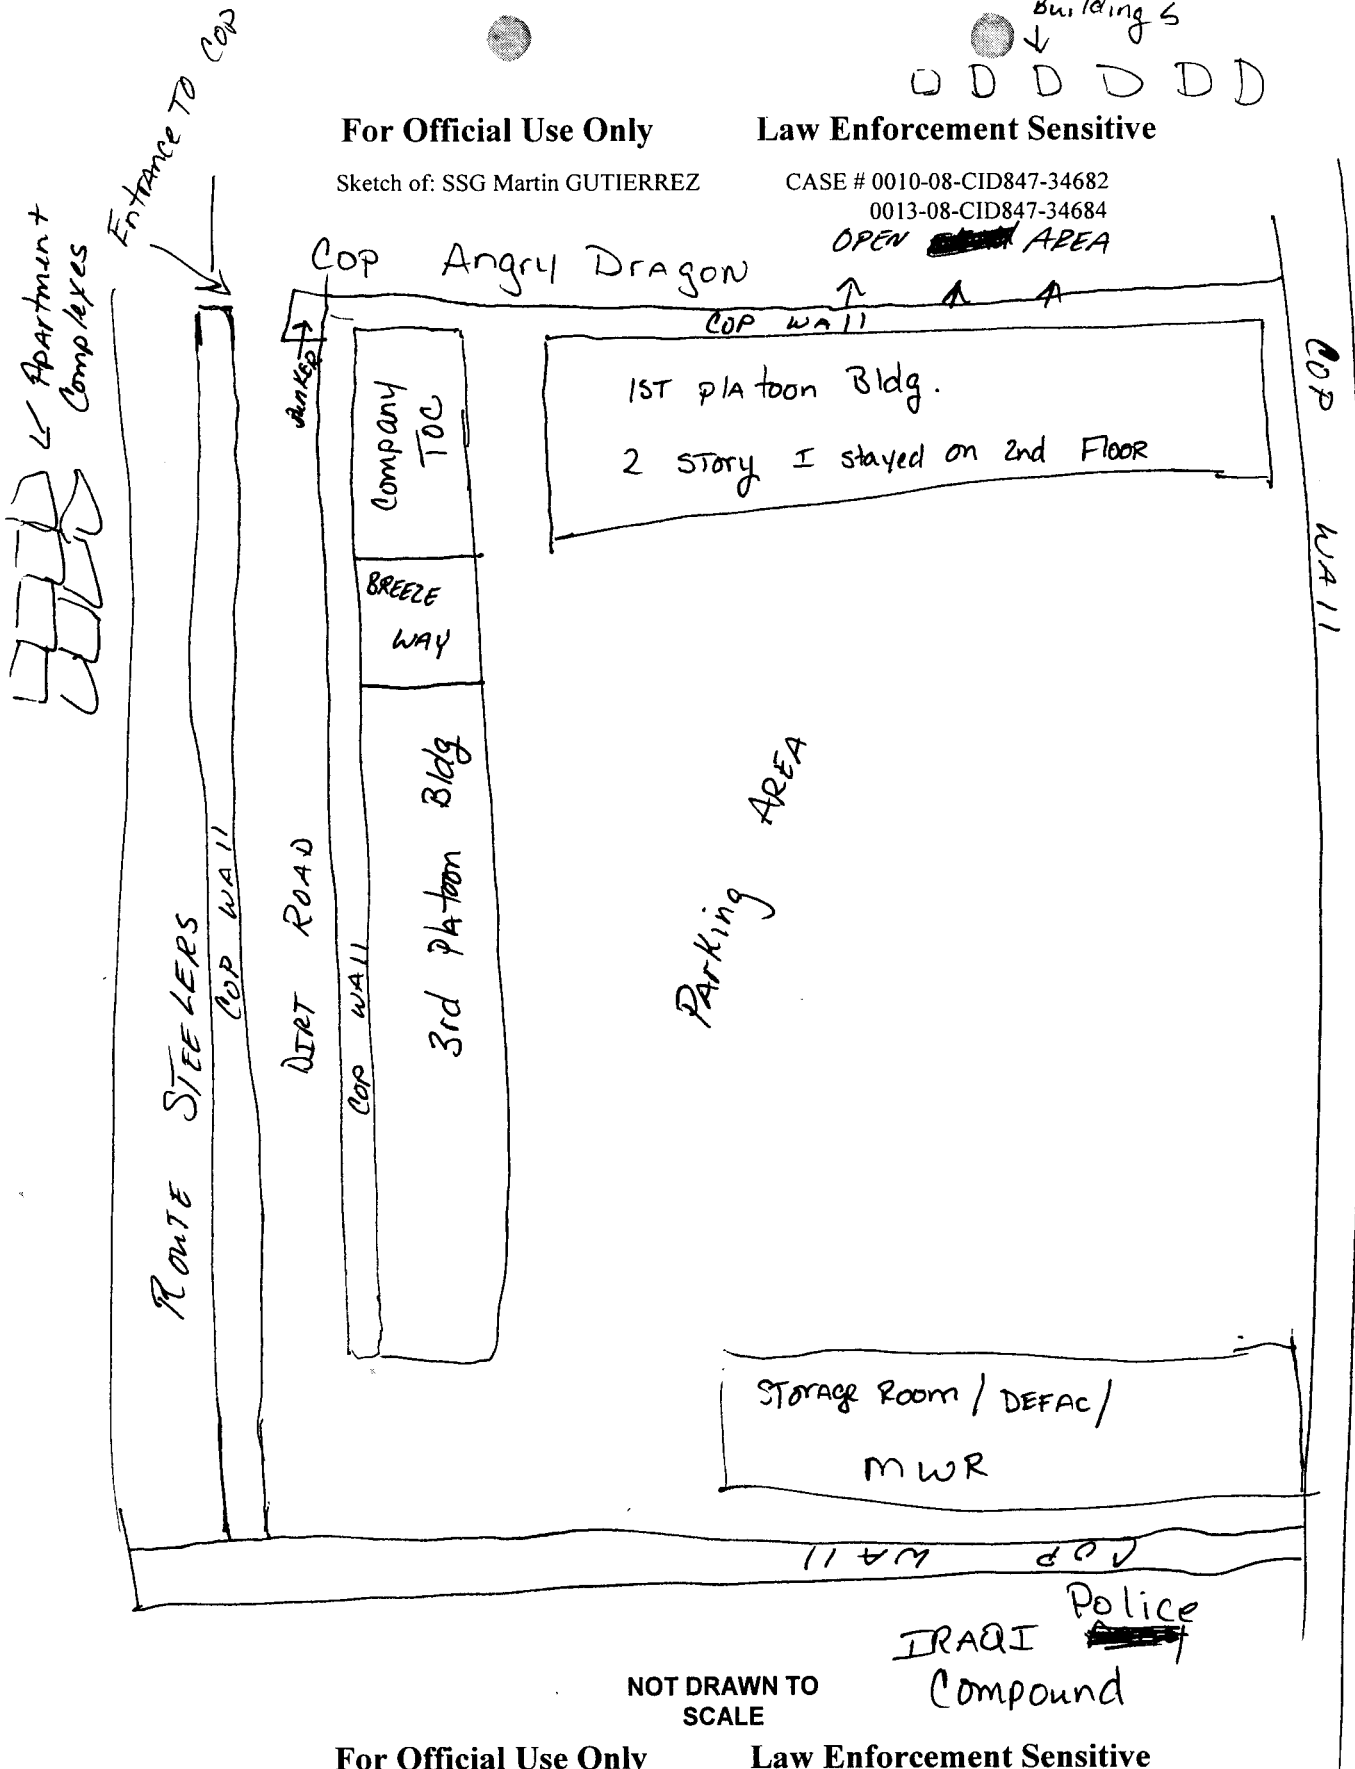 Buildings
Entrance TO COP
For Official Use Only Law Enforcement Sensitive
Sketch of: SSG Martin GUTIERREZ CASE # 0010-08-CID847-34682
0013-08-CID847-34684
Apartment
Complexes
COP Angry Dragon OPEN AREA
BUNKER
COP WAll
Company
TOC
1ST plAtoon Bldg.
2 STory I stayed on 2nd FlooR
COP WAll
BREEZE
WAY
3rd PlAtoon Bldg
ParKing AREA
DIRT ROAD
COP WAll
COP WAll
ROUTE STEELERS
STorAge Room / DEFAC /
MWR
COP WAll
IRAQI Police
Compound
NOT DRAWN TO
SCALE
For Official Use Only Law Enforcement Sensitive